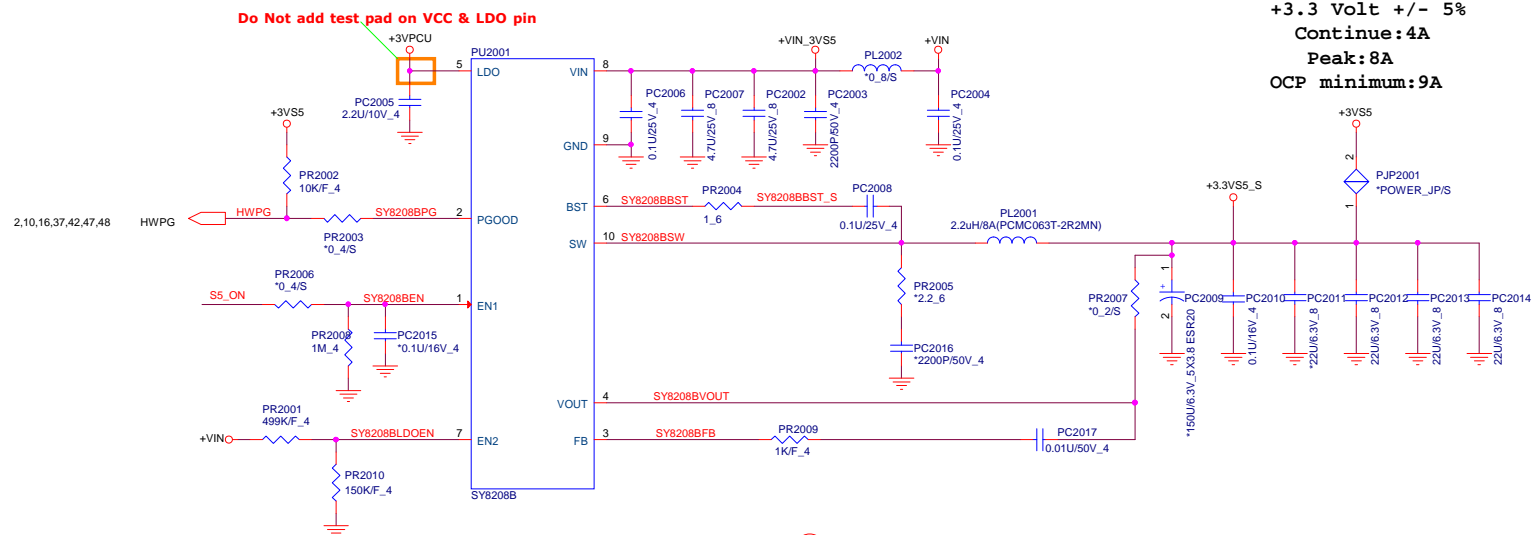 Do Not add test pad on VCC & LDO pin
+3.3 Volt +/- 5%
Continue:4A
Peak:8A
OCP minimum:9A
+3VPCU
PU2001
5
LDO
PC2005
2.2U/10V_4
+VIN_3VS5
+VIN
PL2002
*0_8/S
8
VIN
PC2006
0.1U/25V_4
PC2007
4.7U/25V_8
PC2002
4.7U/25V_8
PC2003
2200P/50V_4
PC2004
0.1U/25V_4
9
GND
+3VS5
PR2002
10K/F_4
2,10,16,37,42,47,48
HWPG
HWPG
PR2003
*0_4/S
SY8208BPG
2
PGOOD
6
BST
SY8208BBST
PR2004
1_6
SY8208BBST_S
PC2008
0.1U/25V_4
10
SW
SY8208BSW
PL2001
2.2uH/8A(PCMC063T-2R2MN)
+3.3VS5_S
+3VS5
2
PJP2001
*POWER_JP/S
1
S5_ON
PR2006
*0_4/S
SY8208BEN
1
EN1
PR2008
1M_4
PC2015
*0.1U/16V_4
PR2005
*2.2_6
PC2016
*2200P/50V_4
PR2007
*0_2/S
1
+
2
PC2009
*150U/6.3V_5X3.8 ESR20
PC2010
0.1U/16V_4
PC2011
*22U/6.3V_8
PC2012
22U/6.3V_8
PC2013
22U/6.3V_8
PC2014
22U/6.3V_8
VOUT
4
SY8208BVOUT
+VIN
PR2001
499K/F_4
SY8208BLDOEN
7
EN2
PR2010
150K/F_4
FB
3
SY8208BFB
PR2009
1K/F_4
PC2017
0.01U/50V_4
SY8208B